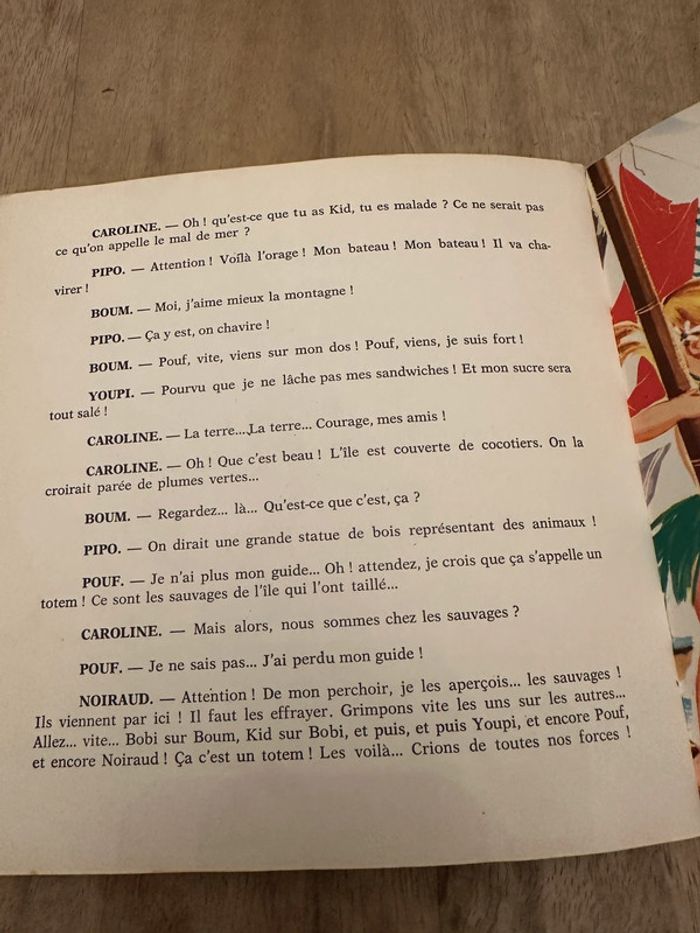 CAROLINE. — Oh ! qu'est-ce que tu as Kid, tu es malade ? Ce ne serait pas
ce qu'on appelle le mal de mer ?
PIPO. — Attention ! Voilà l'orage ! Mon bateau ! Mon bateau ! Il va cha-
virer !
BOUM. — Moi, j'aime mieux la montagne !
PIPO. — Ça y est, on chavire !
BOUM. — Pouf, vite, viens sur mon dos ! Pouf, viens, je suis fort !
YOUPI. — Pourvu que je ne lâche pas mes sandwiches ! Et mon sucre sera
tout salé !
CAROLINE. — La terre... La terre... Courage, mes amis !
CAROLINE. — Oh ! Que c'est beau ! L'île est couverte de cocotiers. On la
croirait parée de plumes vertes...
BOUM. — Regardez... là... Qu'est-ce que c'est, ça ?
PIPO. — On dirait une grande statue de bois représentant des animaux !
POUF. — Je n'ai plus mon guide... Oh ! attendez, je crois que ça s'appelle un
totem ! Ce sont les sauvages de l'île qui l'ont taillé...
CAROLINE. — Mais alors, nous sommes chez les sauvages ?
POUF. — Je ne sais pas... J'ai perdu mon guide !
NOIRAUD. — Attention ! De mon perchoir, je les aperçois... les sauvages !
Ils viennent par ici ! Il faut les effrayer. Grimpons vite les uns sur les autres...
Allez... vite... Bobi sur Boum, Kid sur Bobi, et puis, et puis Youpi, et encore Pouf,
et encore Noiraud ! Ça c'est un totem ! Les voilà... Crions de toutes nos forces !